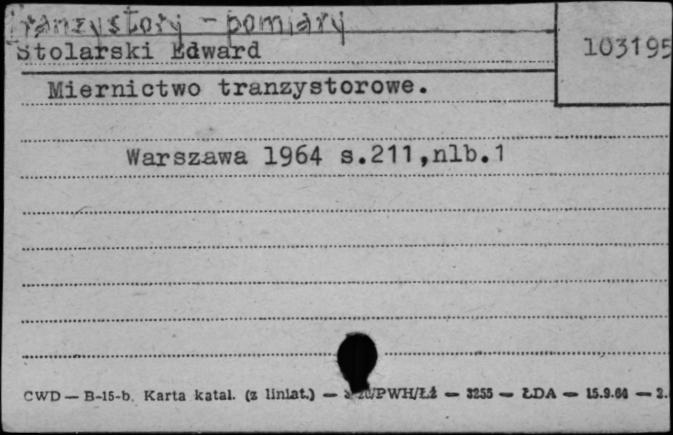 Tranzystory - pomiary
103195
Stolarski Edward
Miernictwo tranzystorowe.
Warszawa 1964 s.211,nlb.1
CWD — B-15-b. Karta katal. (z liniat.) — /PWH/Łź — 3255 — ŁDA — 15.9.64 — 2.